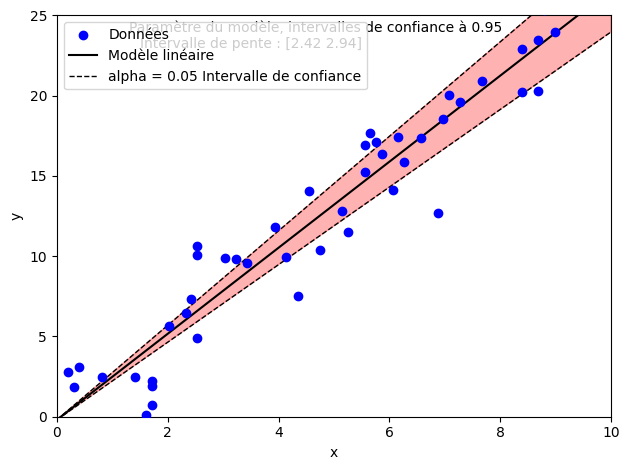 Paramètre du modèle, intervalles de confiance à 0.95
Intervalle de pente : [2.42 2.94]
Données
Modèle linéaire
alpha = 0.05 Intervalle de confiance
25
20
15
10
5
0
y
0 2 4 6 8 10
x